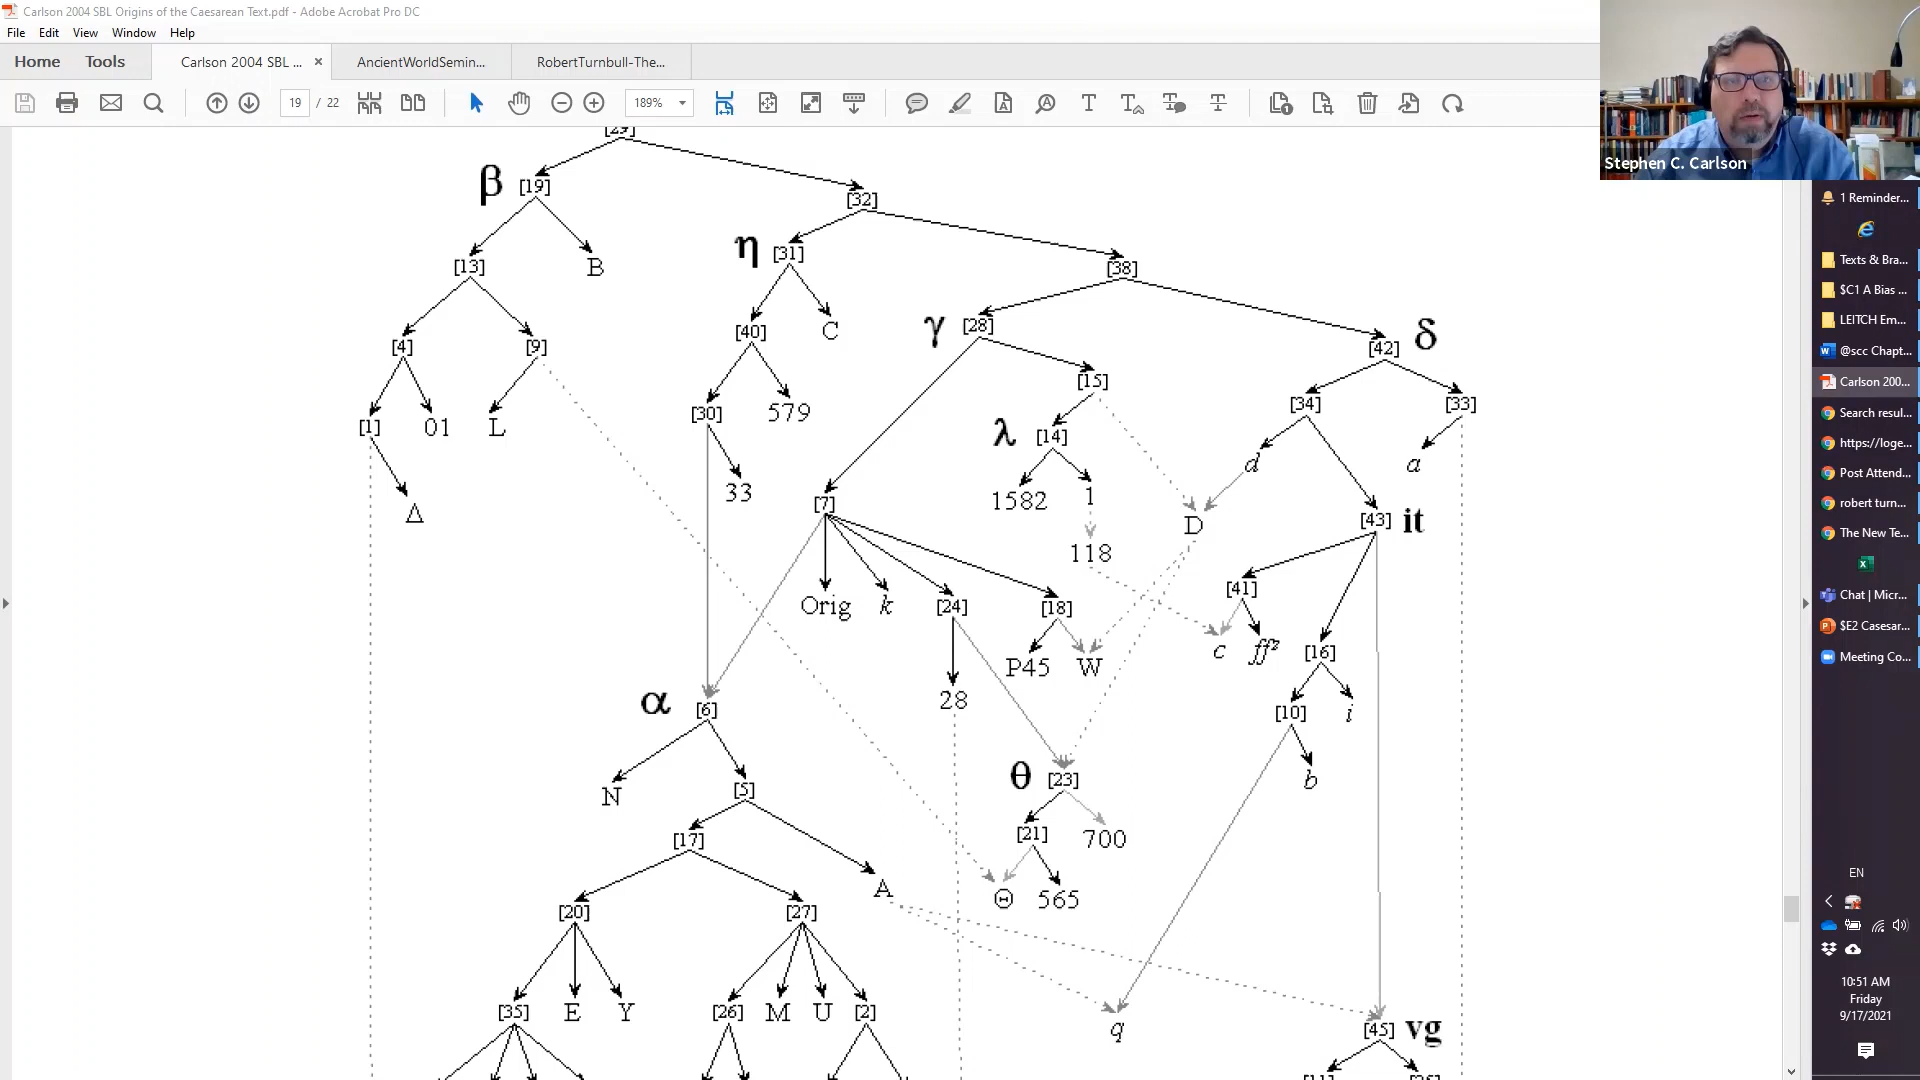 Carlson 2004 SBL Origins of the Caesarean Text.pdf - Adobe Acrobat Pro DC
File Edit View Window Help
Home Tools Carlson 2004 SBL ... × AncientWorldSemin... RobertTurnbull-The...
19 / 22 189%
Stephen C. Carlson
[29]
β [19]
[32]
η [31]
[13] B
[38]
γ [28]
[40] C
δ [42]
[4] [9]
[15]
[34] [33]
[30] 579
[1] 01 L
λ [14]
d a
33 1582 1
[7]
Δ
D
[43] it
118
[41]
Orig k [24] [18]
c ff² [16]
P45 W
28
α [6]
[10] i
θ [23]
b
N [5]
[21] 700
[17]
A Θ 565
[20] [27]
[35] E Y [26] M U [2]
q [45] vg
1 Reminder...
Texts & Bra...
$C1 A Bias ...
LEITCH Em...
@scc Chapt...
Carlson 200...
Search resul...
https://loge...
Post Attend...
robert turn...
The New Te...
Chat | Micr...
$E2 Casesar...
Meeting Co...
EN
10:51 AM
Friday
9/17/2021